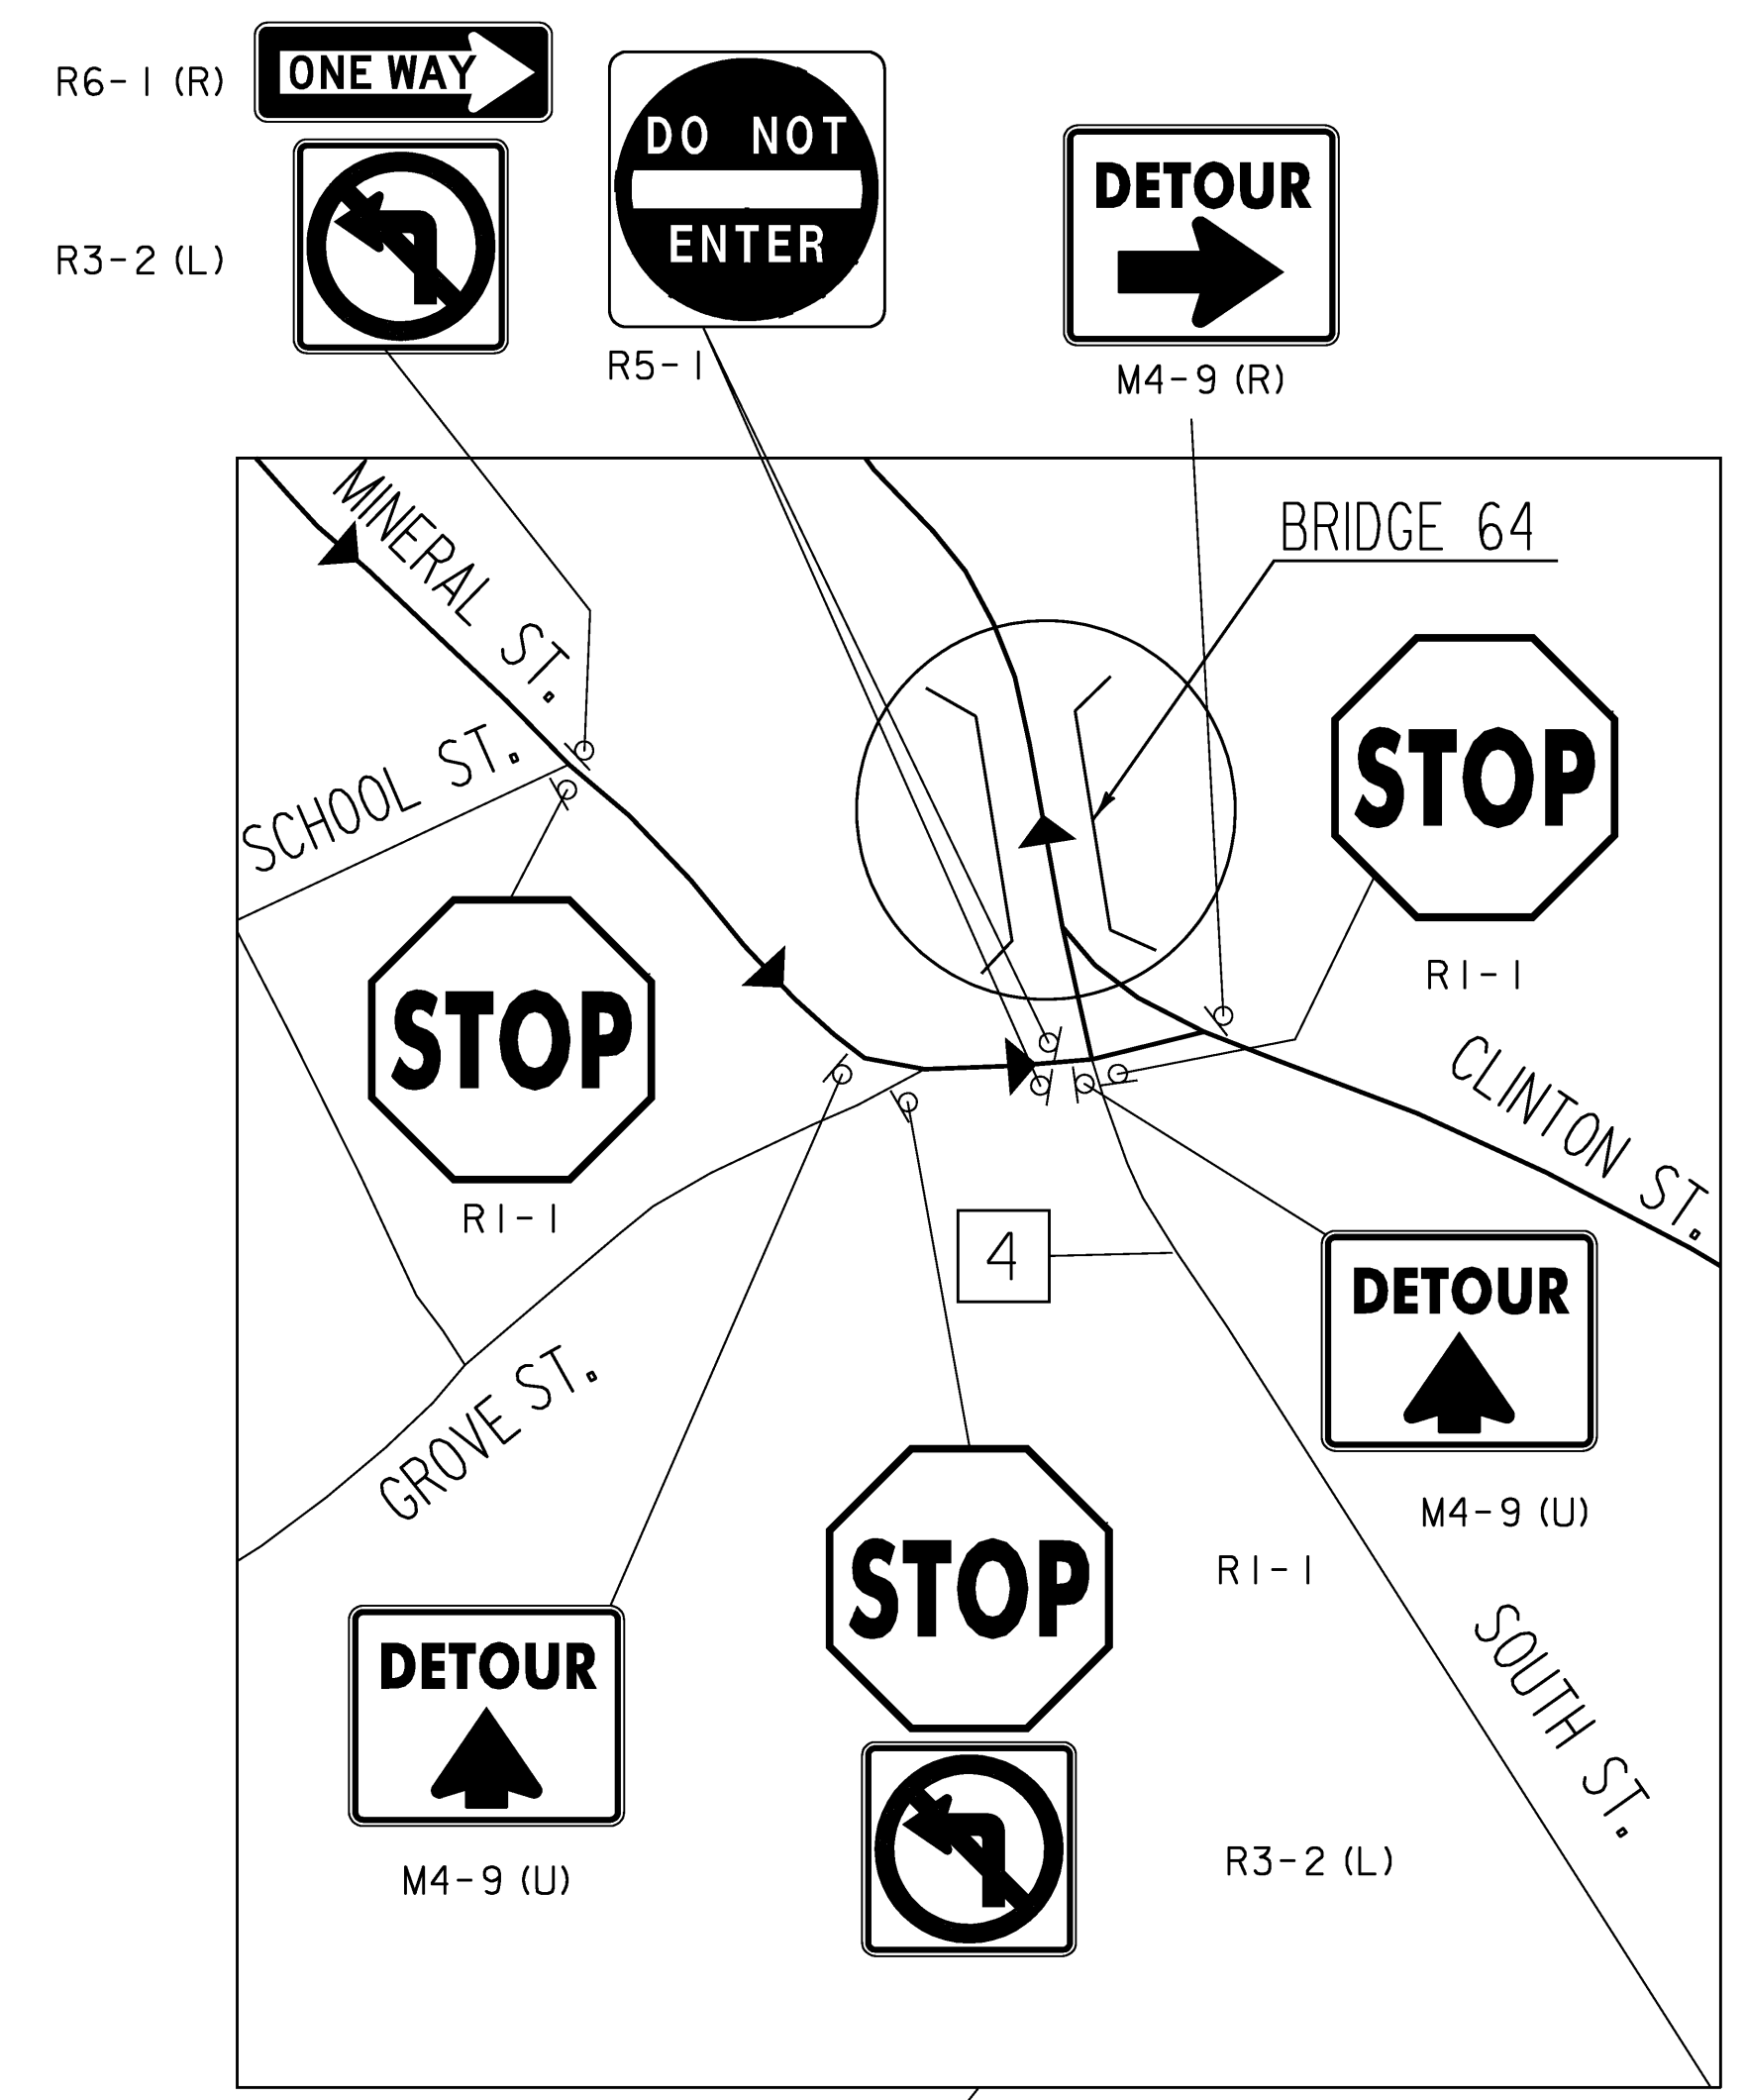 R6-1 (R)
ONE WAY
R3-2 (L)
DO NOT
ENTER
R5-1
DETOUR
M4-9 (R)
MINERAL ST.
BRIDGE 64
SCHOOL ST.
STOP
R1-1
STOP
R1-1
CLINTON ST.
4
DETOUR
M4-9 (U)
GROVE ST.
STOP
R1-1
SOUTH ST.
DETOUR
M4-9 (U)
R3-2 (L)